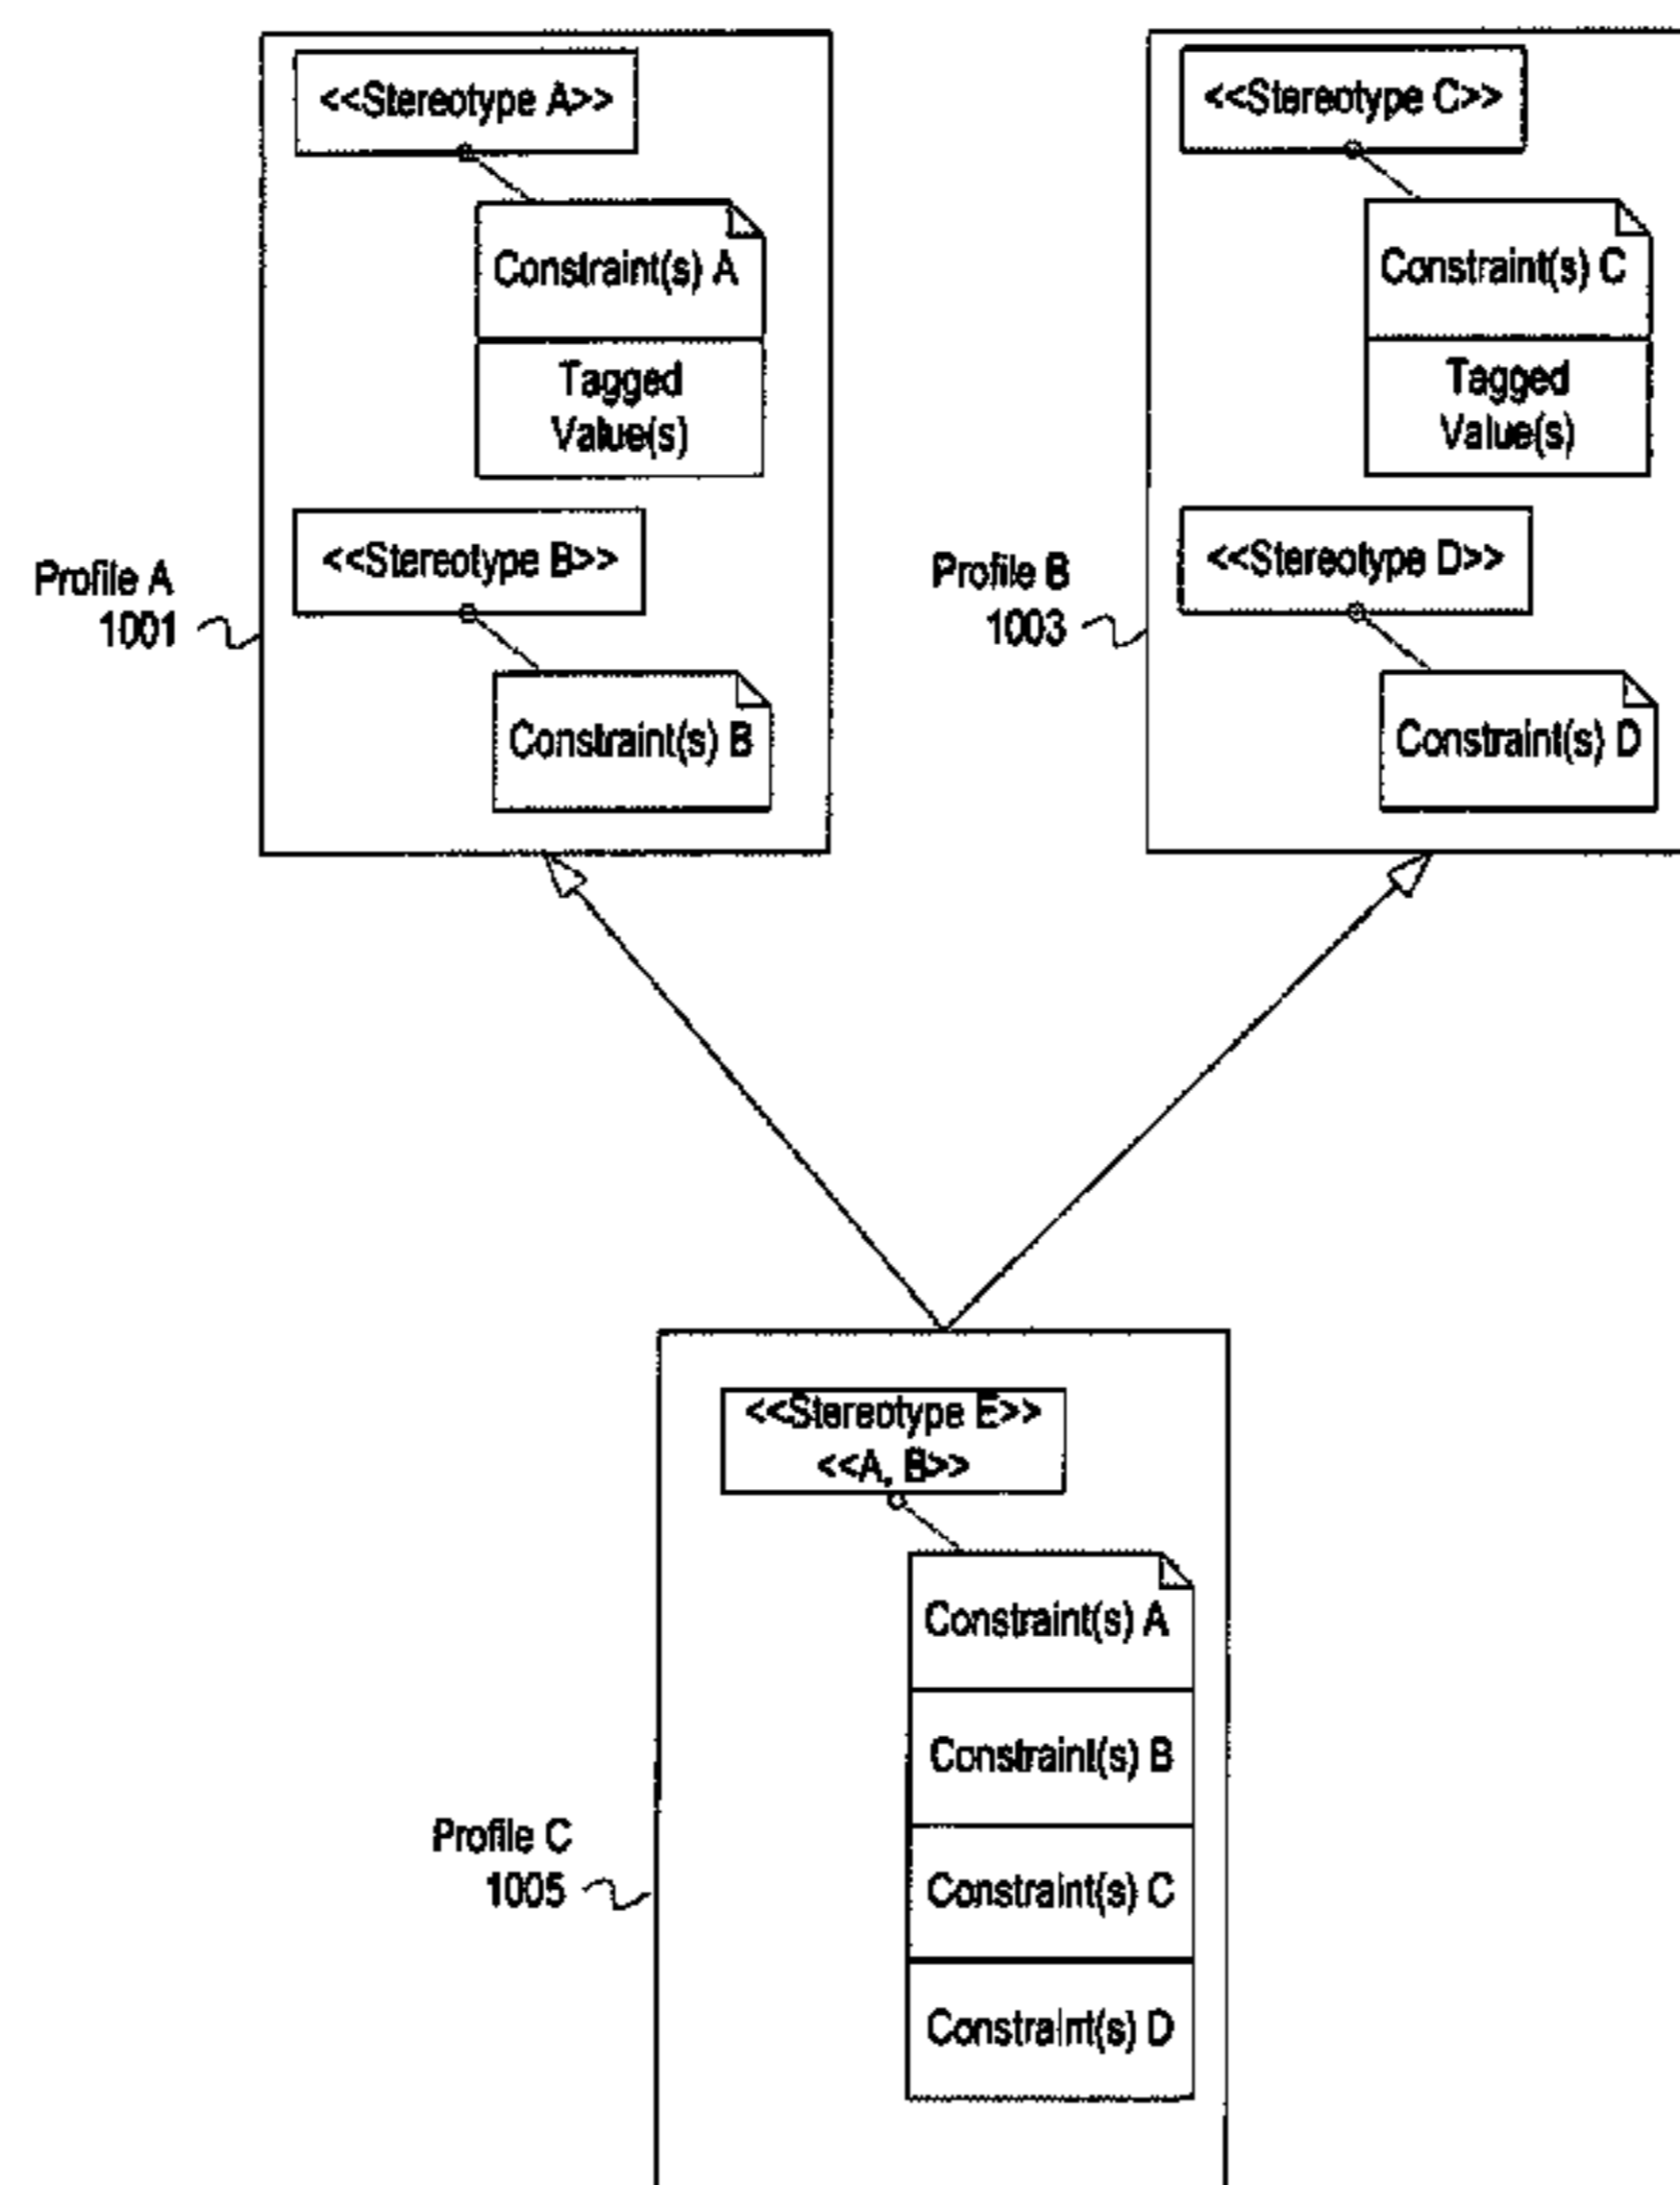 <<Stereotype A>>
Constraint(s) A
Tagged
Value(s)
<<Stereotype B>>
Constraint(s) B
Profile A
1001
<<Stereotype C>>
Constraint(s) C
Tagged
Value(s)
<<Stereotype D>>
Constraint(s) D
Profile B
1003
<<Stereotype E>>
<<A, B>>
Constraint(s) A
Constraint(s) B
Constraint(s) C
Constraint(s) D
Profile C
1005